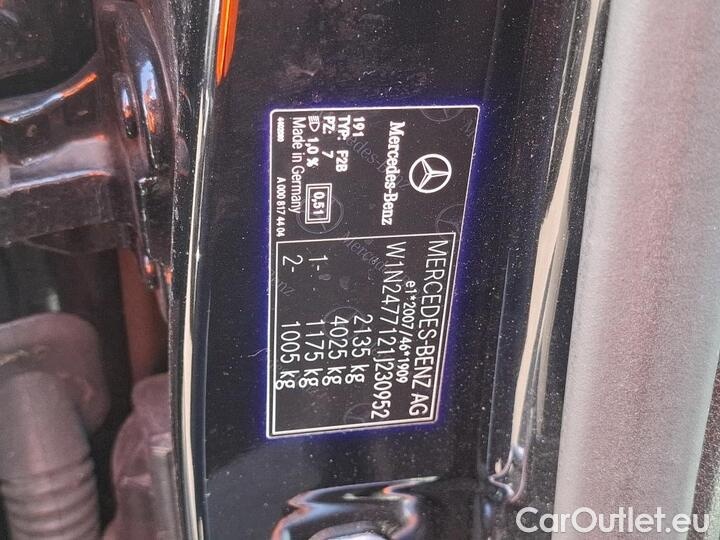 MERCEDES-BENZ AG
e1*2007/46*1909
W1N2477121J230952
2135 kg
4025 kg
1- 1175 kg
2- 1005 kg
Mercedes-Benz
191
TYP: F2B
PZ: 7
1,0 % 0,51
Made in Germany
4402200 A 000 817 44 04
CarOutlet.eu